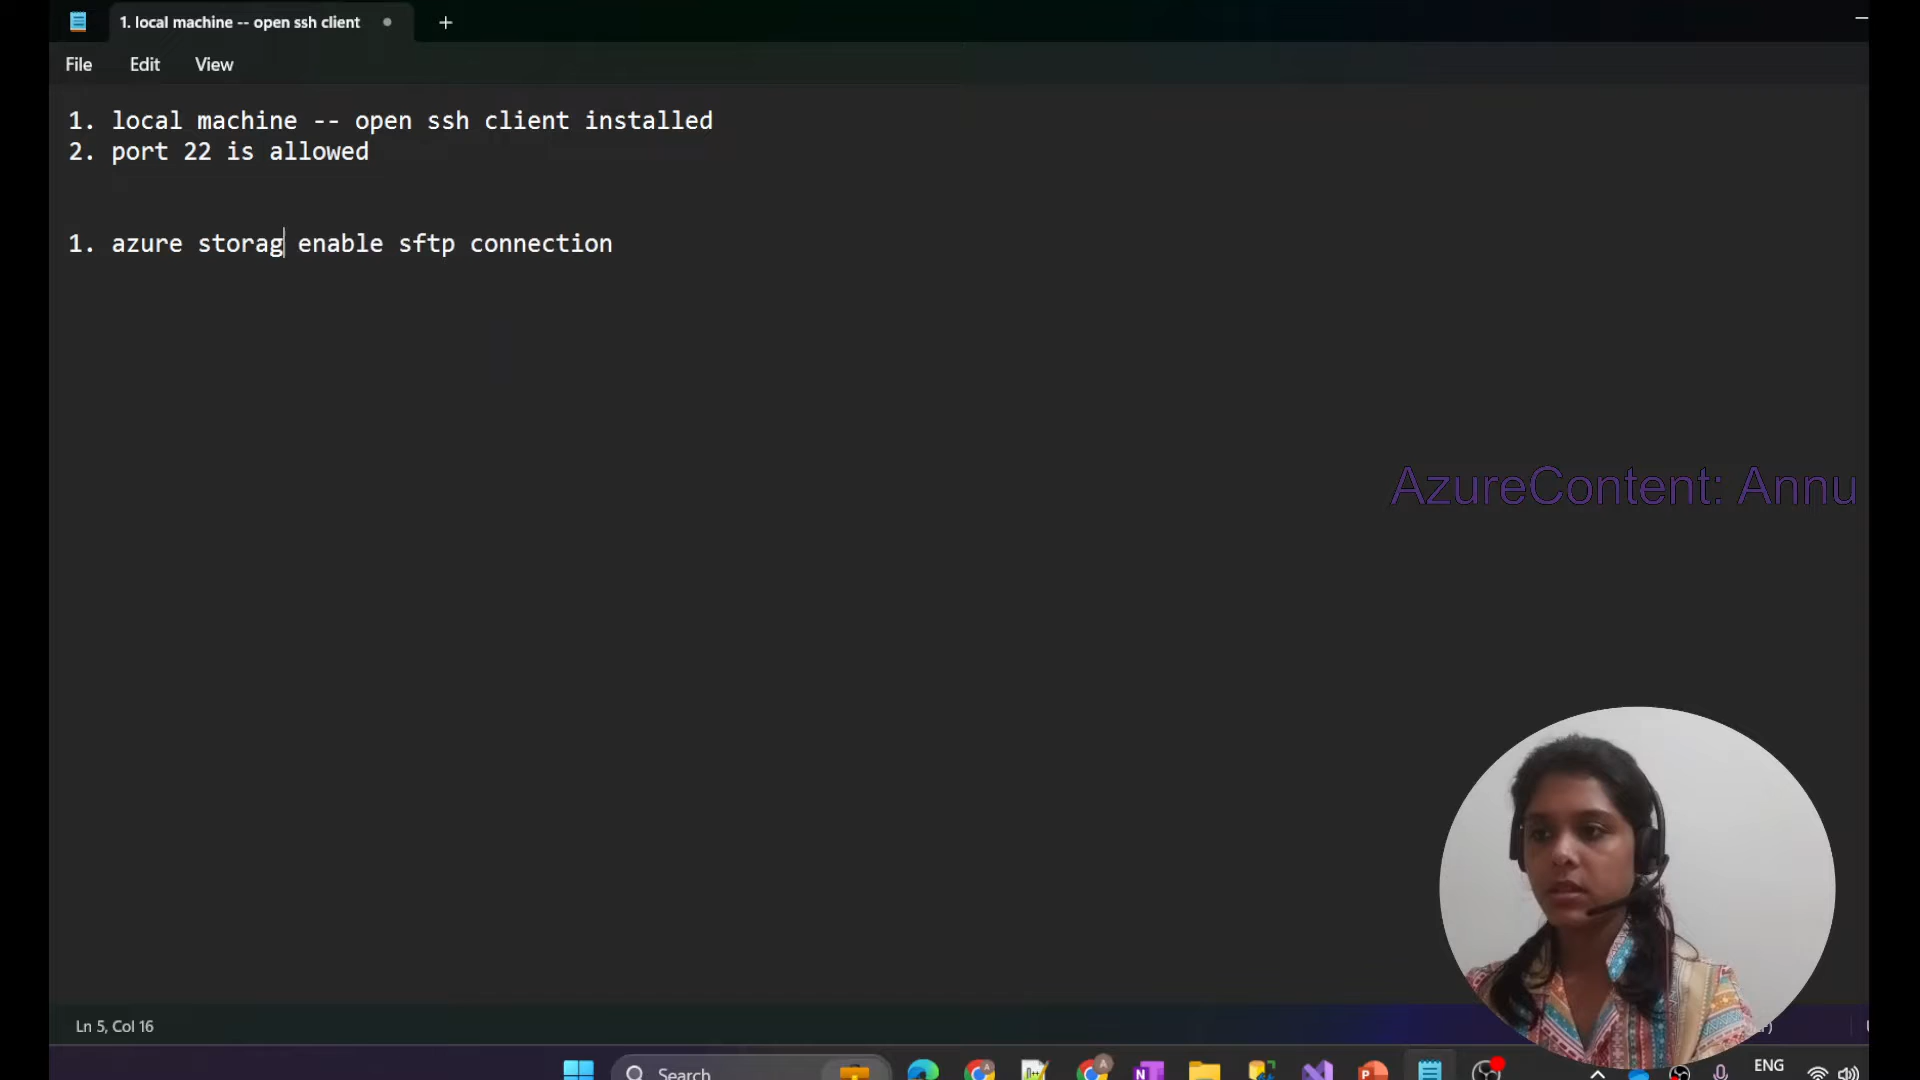 1. local machine -- open ssh client
File Edit View
1. local machine -- open ssh client installed
2. port 22 is allowed
1. azure storag enable sftp connection
AzureContent: Annu
Ln 5, Col 16
Search
ENG